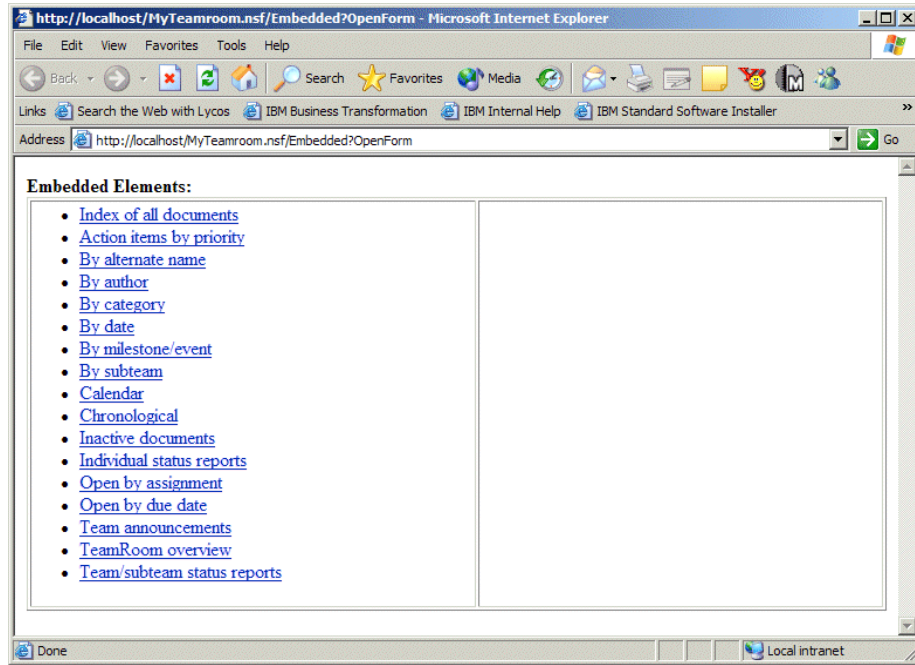 http://localhost/MyTeamroom.nsf/Embedded?OpenForm - Microsoft Internet Explorer
File Edit View Favorites Tools Help
Back Search Favorites Media
Links Search the Web with Lycos IBM Business Transformation IBM Internal Help IBM Standard Software Installer »
Address http://localhost/MyTeamroom.nsf/Embedded?OpenForm Go
Embedded Elements:
Index of all documents
Action items by priority
By alternate name
By author
By category
By date
By milestone/event
By subteam
Calendar
Chronological
Inactive documents
Individual status reports
Open by assignment
Open by due date
Team announcements
TeamRoom overview
Team/subteam status reports
Done Local intranet